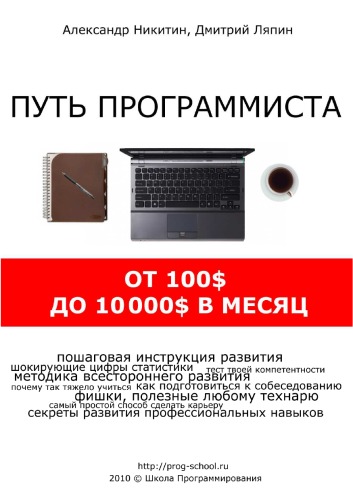 Александр Никитин, Дмитрий Ляпин
ПУТЬ ПРОГРАММИСТА
ОТ 100$
ДО 10000$ В МЕСЯЦ
пошаговая инструкция развития
шокирующие цифры статистики тест твоей компетентности
методика всестороннего развития
почему так тяжело учиться как подготовиться к собеседованию
фишки, полезные любому технарю
самый простой способ сделать карьеру
секреты развития профессиональных навыков
http://prog-school.ru
2010 © Школа Программирования